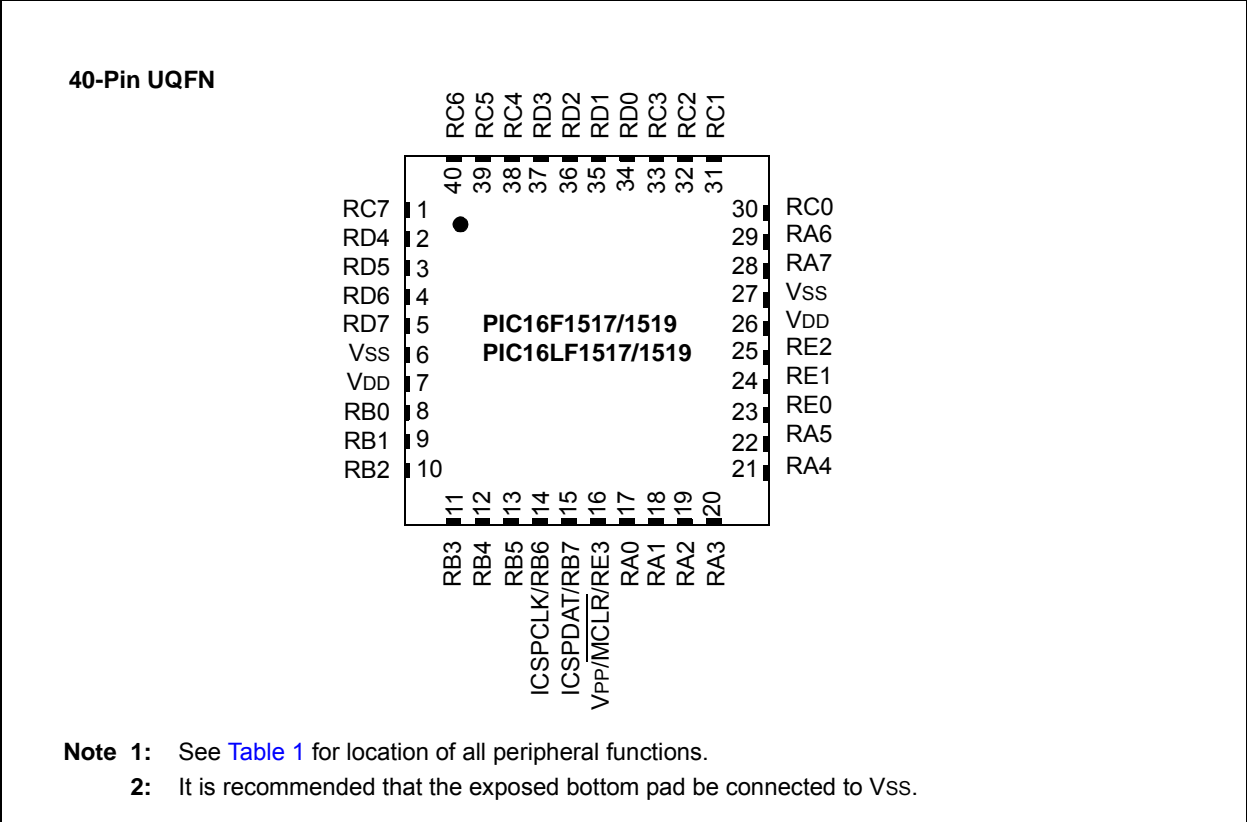 40-Pin UQFN
RC6
RC5
RC4
RD3
RD2
RD1
RD0
RC3
RC2
RC1
40
39
38
37
36
35
34
33
32
31
RC7 1
RD4 2
RD5 3
RD6 4
RD7 5
VSS 6
VDD 7
RB0 8
RB1 9
RB2 10
PIC16F1517/1519
PIC16LF1517/1519
30 RC0
29 RA6
28 RA7
27 VSS
26 VDD
25 RE2
24 RE1
23 RE0
22 RA5
21 RA4
11
12
13
14
15
16
17
18
19
20
RB3
RB4
RB5
ICSPCLK/RB6
ICSPDAT/RB7
VPP/MCLR/RE3
RA0
RA1
RA2
RA3
Note 1: See Table 1 for location of all peripheral functions.
2: It is recommended that the exposed bottom pad be connected to VSS.